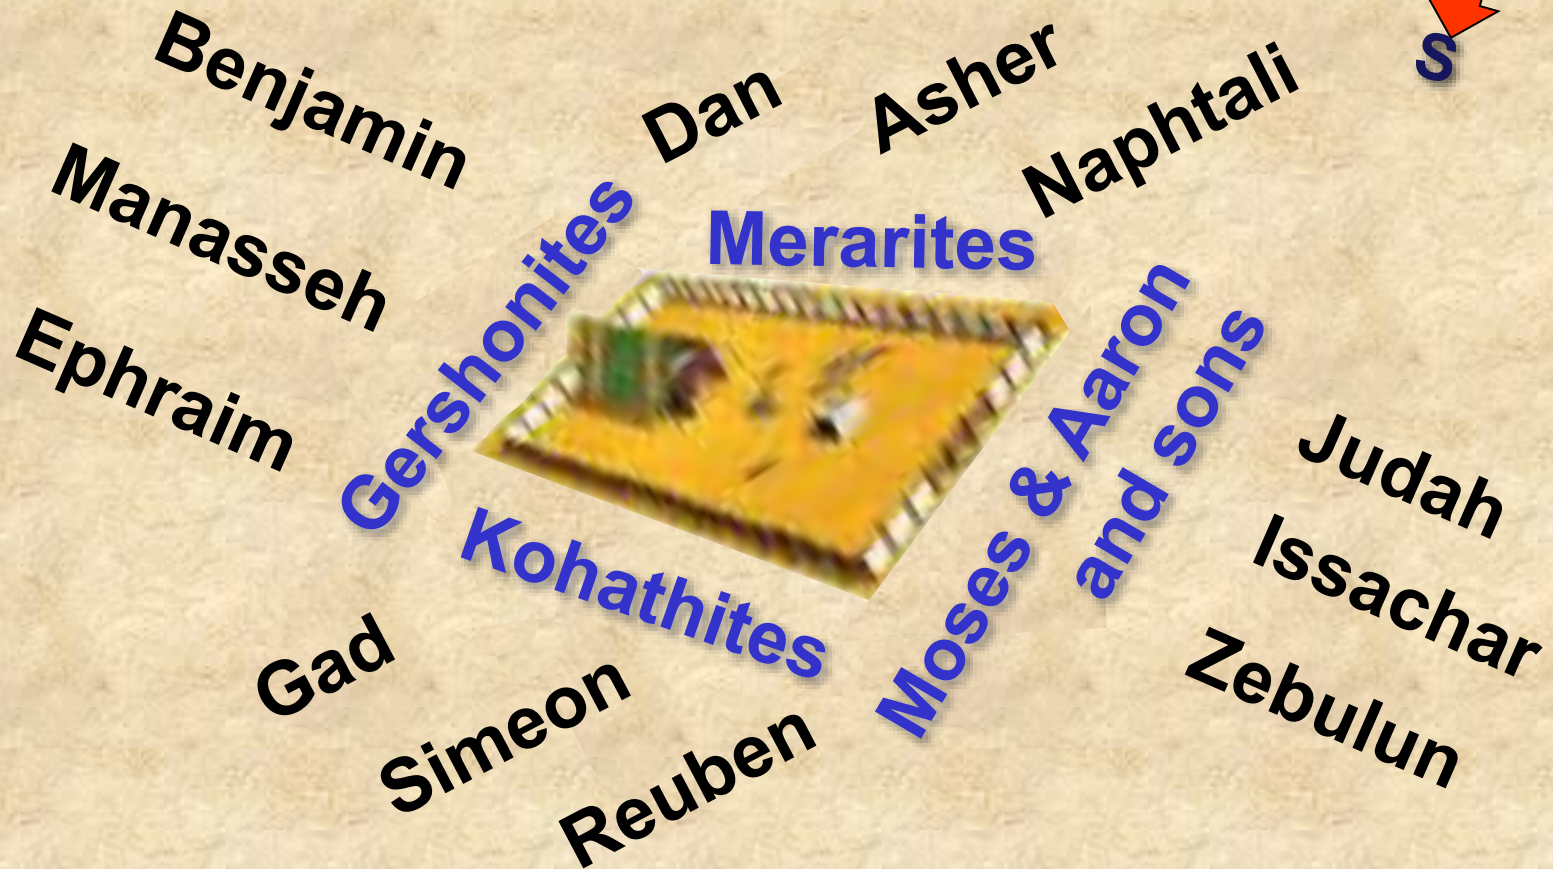 Benjamin
Dan
Asher
Naphtali
s
Manasseh
Ephraim
Gershonites
Merarites
Moses & Aaron
and sons
Kohathites
Judah
Issachar
Zebulun
Gad
Simeon
Reuben